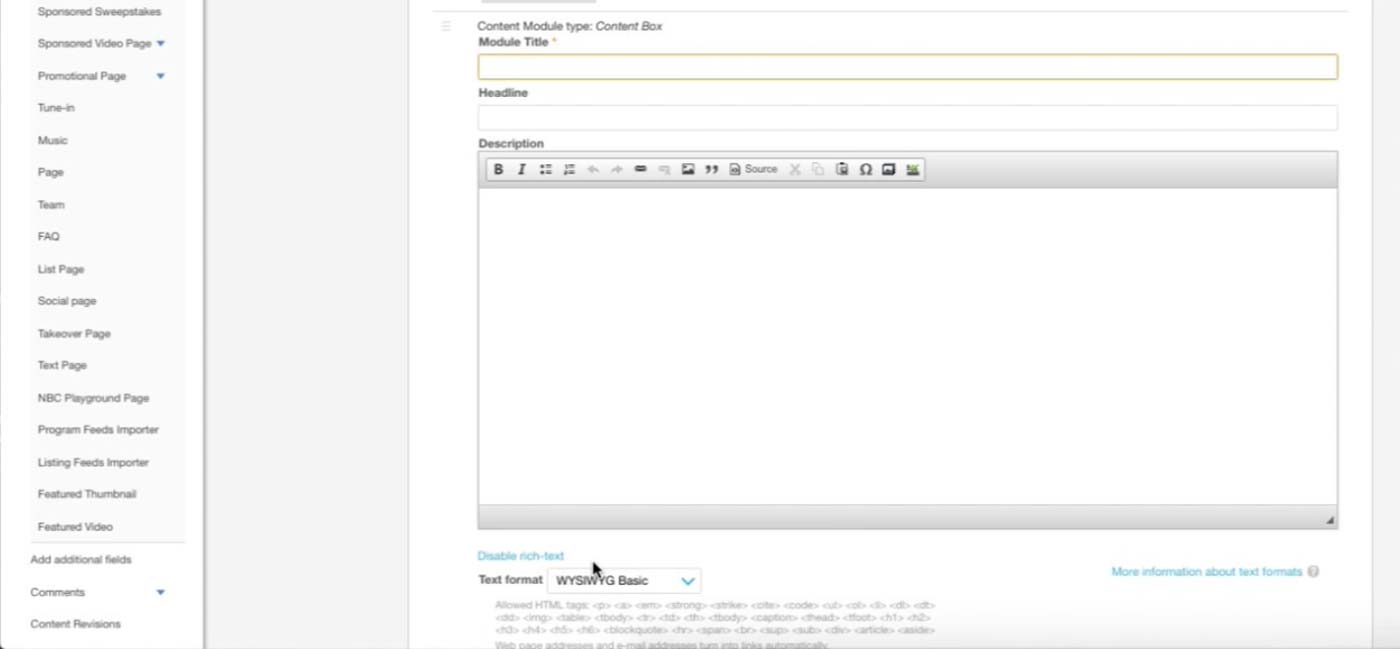 Sponsored Sweepstakes
Sponsored Video Page
Promotional Page
Tune-in
Music
Page
Team
FAQ
List Page
Social page
Takeover Page
Text Page
NBC Playground Page
Program Feeds Importer
Listing Feeds Importer
Featured Thumbnail
Featured Video
Add additional fields
Comments
Content Revisions
Content Module type: Content Box
Module Title *
Headline
Description
B I Source Ω
Disable rich-text
Text format WYSIWYG Basic
More information about text formats ?
Allowed HTML tags: <p> <a> <em> <strong> <strike> <cite> <code> <ul> <ol> <li> <dl> <dt>
<dd> <img> <table> <tbody> <tr> <td> <th> <tbody> <caption> <thead> <tfoot> <h1> <h2>
<h3> <h4> <h5> <h6> <blockquote> <hr> <span> <br> <sup> <sub> <div> <article> <aside>
Web page addresses and e-mail addresses turn into links automatically.